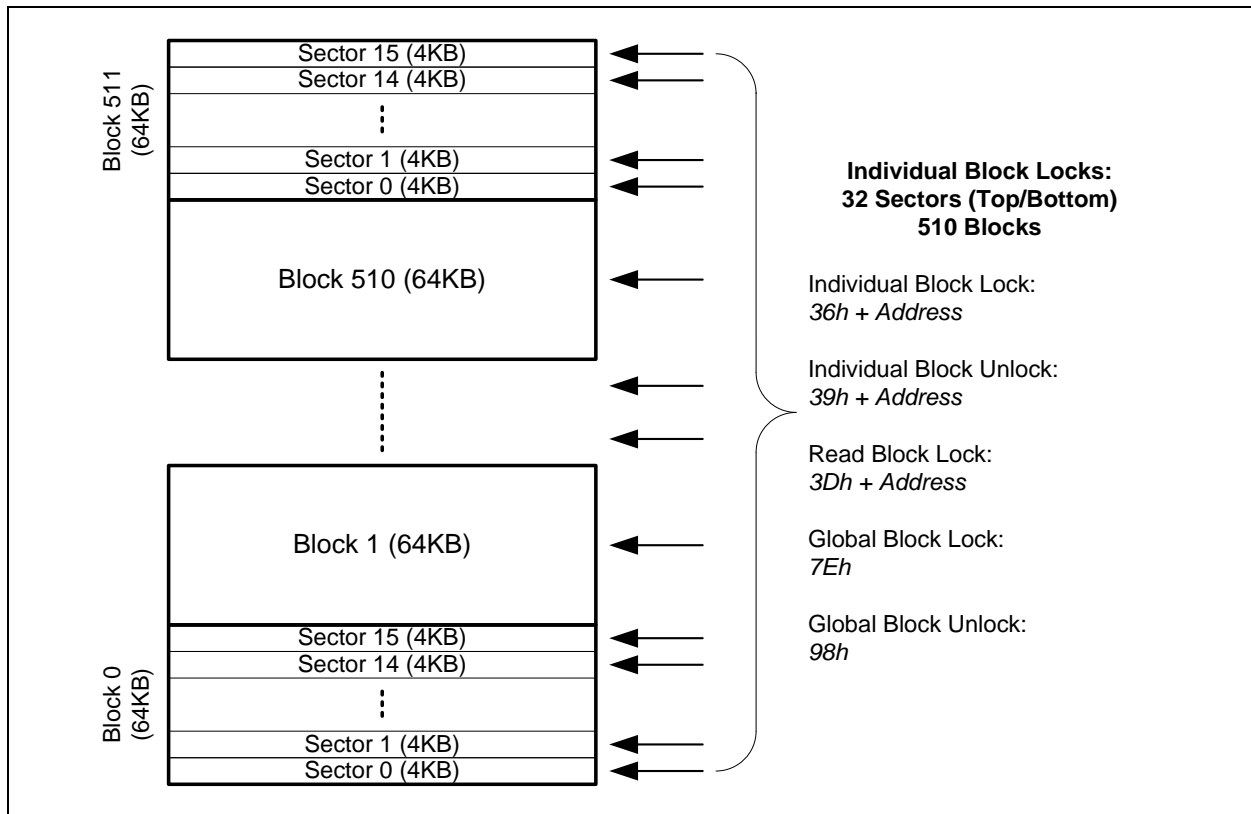 Block 511
(64KB)
Sector 15 (4KB)
Sector 14 (4KB)
Sector 1 (4KB)
Sector 0 (4KB)
Block 510 (64KB)
Block 1 (64KB)
Block 0
(64KB)
Sector 15 (4KB)
Sector 14 (4KB)
Sector 1 (4KB)
Sector 0 (4KB)
Individual Block Locks:
32 Sectors (Top/Bottom)
510 Blocks
Individual Block Lock:
36h + Address
Individual Block Unlock:
39h + Address
Read Block Lock:
3Dh + Address
Global Block Lock:
7Eh
Global Block Unlock:
98h